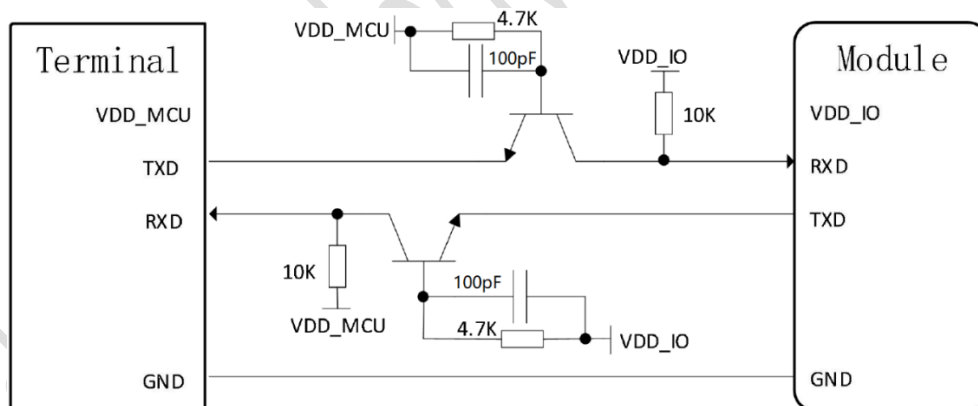 4.7K
VDD_MCU
100pF
Terminal
VDD_IO
Module
VDD_MCU
10K
VDD_IO
TXD
RXD
RXD
TXD
10K
100pF
VDD_MCU
4.7K
VDD_IO
GND
GND